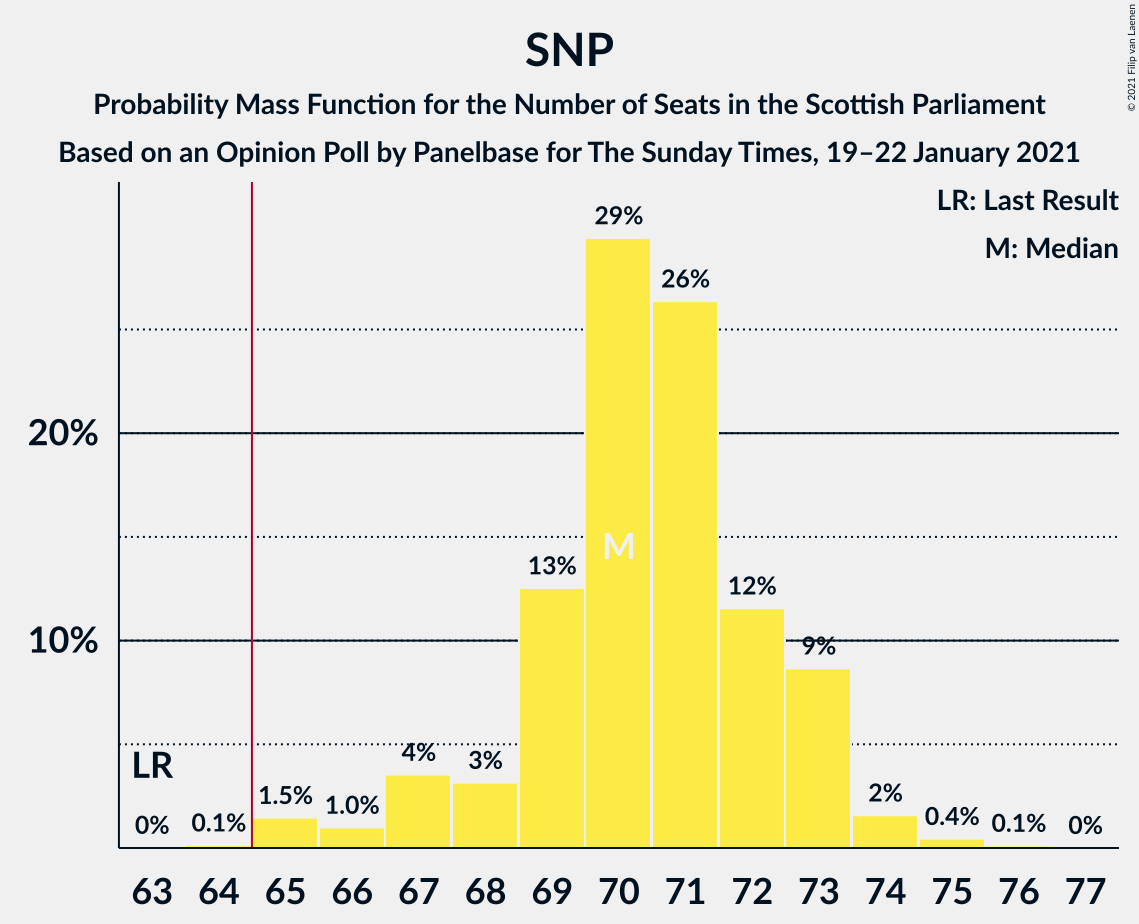 SNP
Probability Mass Function for the Number of Seats in the Scottish Parliament
Based on an Opinion Poll by Panelbase for The Sunday Times, 19–22 January 2021
© 2021 Filip van Laenen
LR: Last Result
M: Median
20%
10%
LR
M
0%
0.1%
1.5%
1.0%
4%
3%
13%
29%
26%
12%
9%
2%
0.4%
0.1%
0%
63 64 65 66 67 68 69 70 71 72 73 74 75 76 77